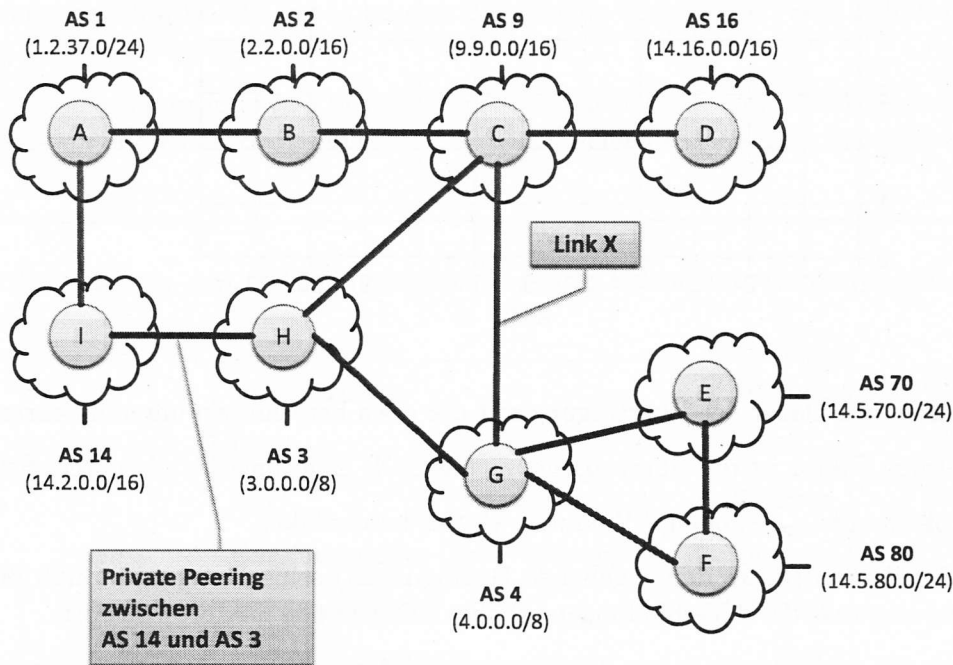 AS 1
(1.2.37.0/24)
AS 2
(2.2.0.0/16)
AS 9
(9.9.0.0/16)
AS 16
(14.16.0.0/16)
A
B
C
D
Link X
I
H
E
AS 70
(14.5.70.0/24)
AS 14
(14.2.0.0/16)
AS 3
(3.0.0.0/8)
G
F
AS 80
(14.5.80.0/24)
AS 4
(4.0.0.0/8)
Private Peering
zwischen
AS 14 und AS 3